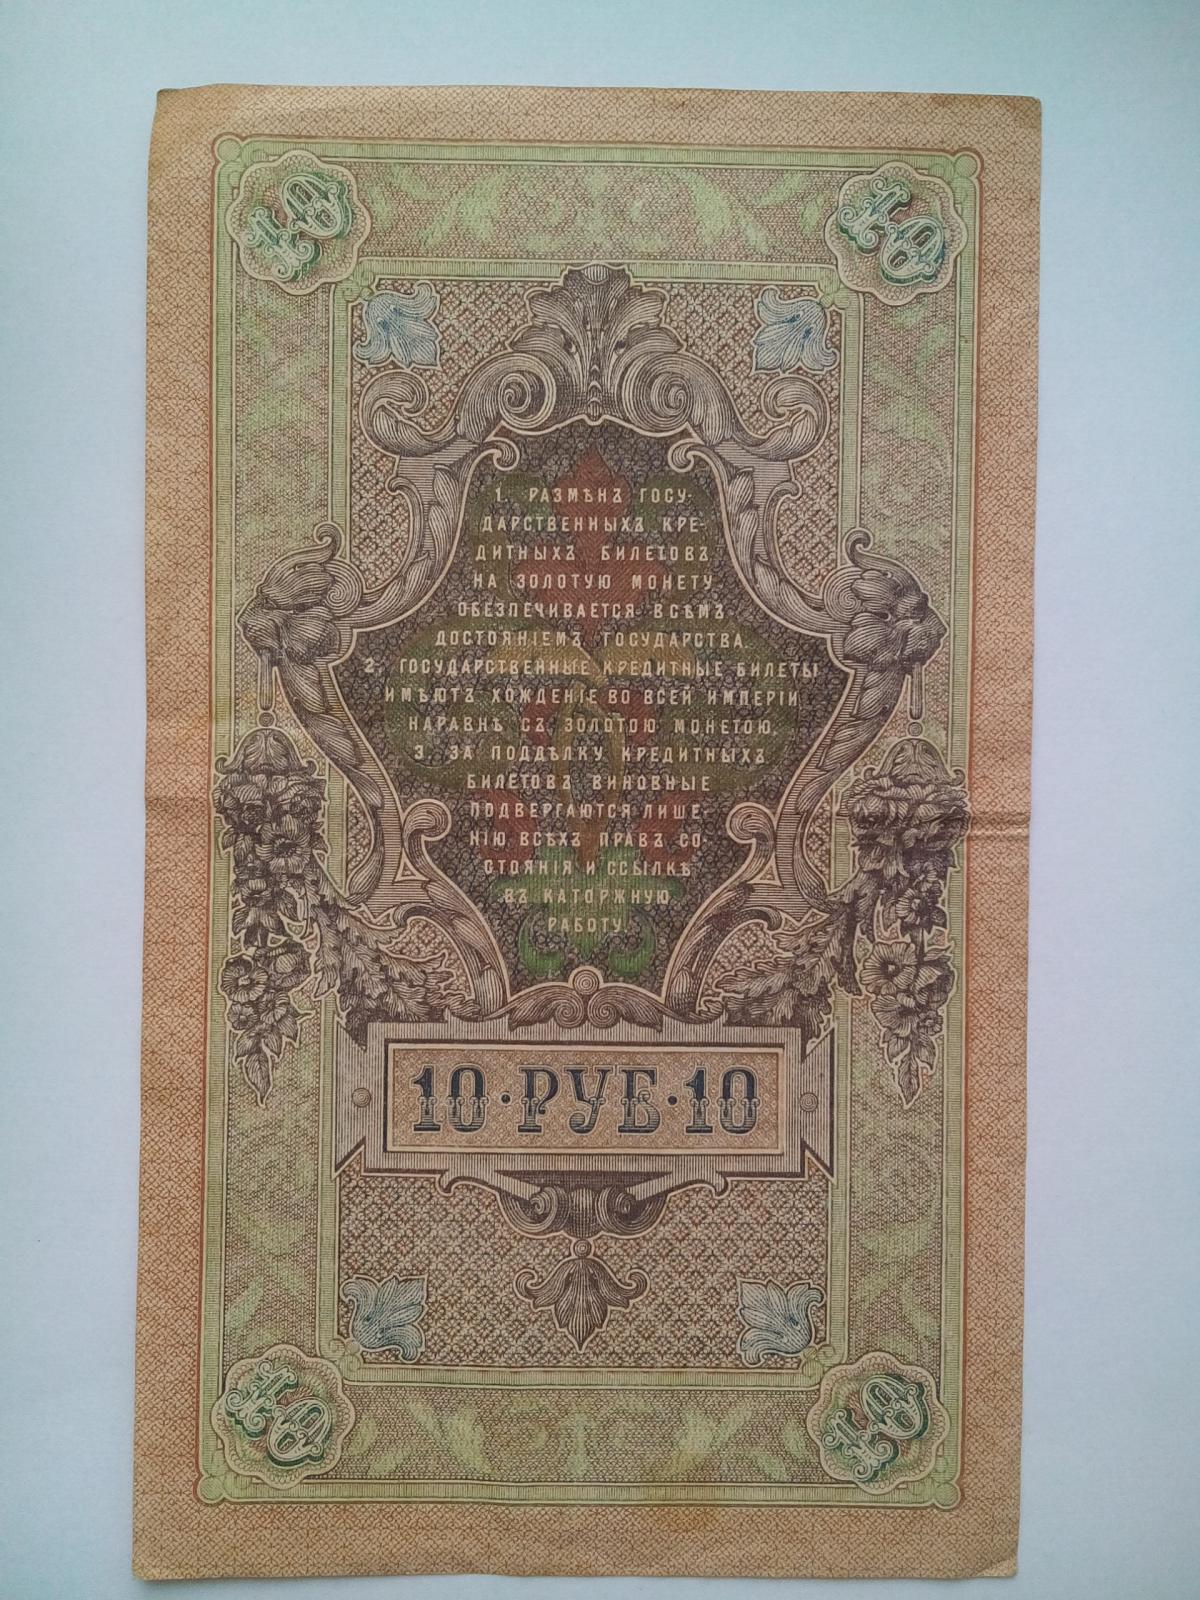 10 10
1. РАЗМѢНЪ ГОСУ-
ДАРСТВЕННЫХЪ КРЕ-
ДИТНЫХЪ БИЛЕТОВЪ
НА ЗОЛОТУЮ МОНЕТУ
ОБЕЗПЕЧИВАЕТСЯ ВСѢМЪ
ДОСТОЯНІЕМЪ ГОСУДАРСТВА.
2. ГОСУДАРСТВЕННЫЕ КРЕДИТНЫЕ БИЛЕТЫ
ИМѢЮТЪ ХОЖДЕНІЕ ВО ВСЕЙ ИМПЕРІИ
НАРАВНѢ СЪ ЗОЛОТОЮ МОНЕТОЮ.
3. ЗА ПОДДѢЛКУ КРЕДИТНЫХЪ
БИЛЕТОВЪ ВИНОВНЫЕ
ПОДВЕРГАЮТСЯ ЛИШЕ-
НІЮ ВСѢХЪ ПРАВЪ СО
СТОЯНІЯ И ССЫЛКѢ
ВЪ КАТОРЖНУЮ
РАБОТУ.
10·РУБ·10
10 10